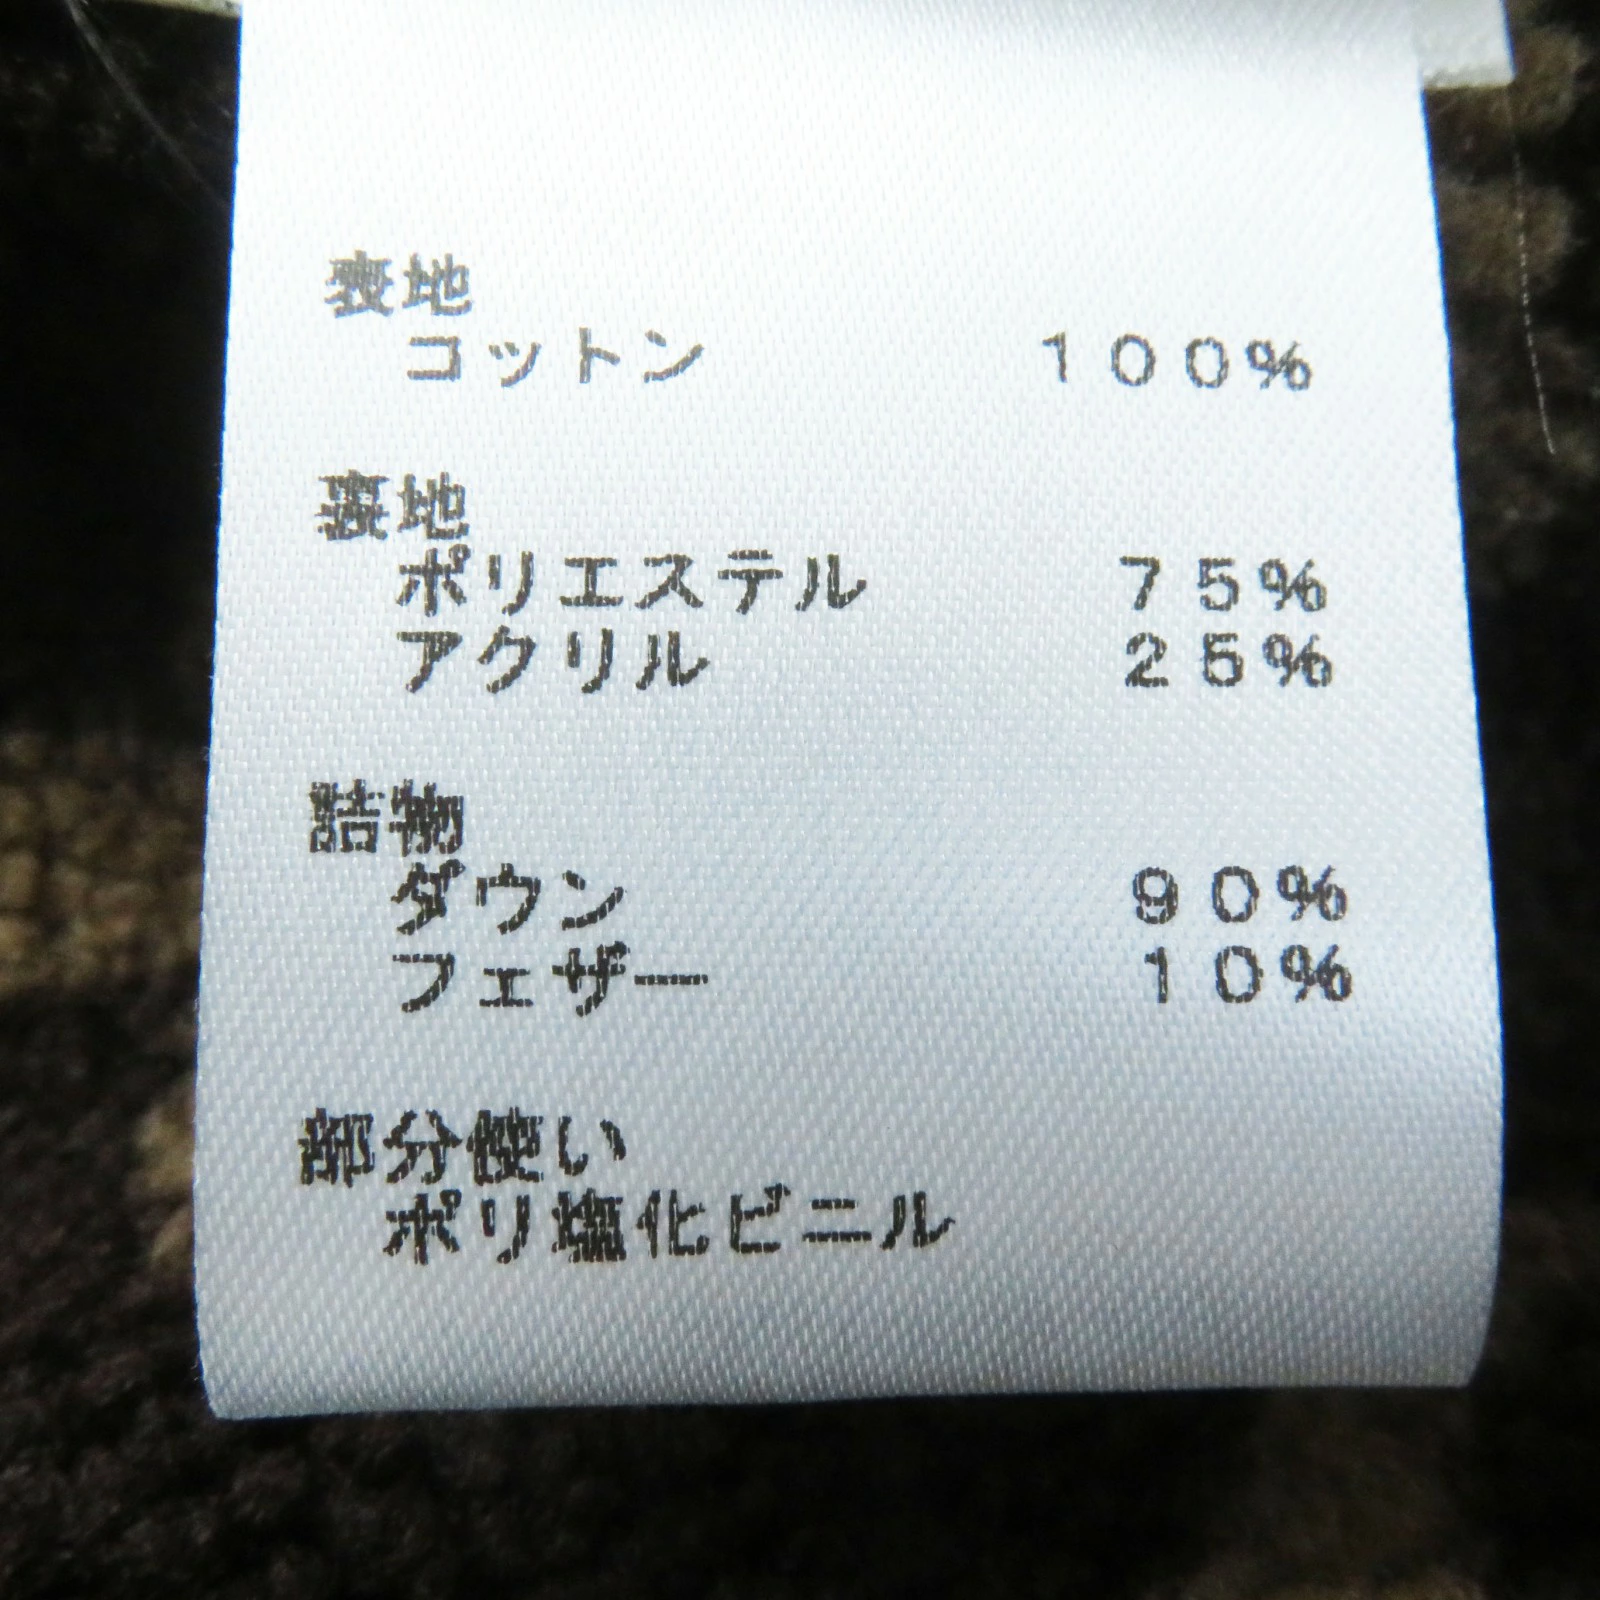 表地
コットン 100%
裏地
ポリエステル 75%
アクリル 25%
詰物
ダウン 90%
フェザー 10%
部分使い
ポリ塩化ビニル